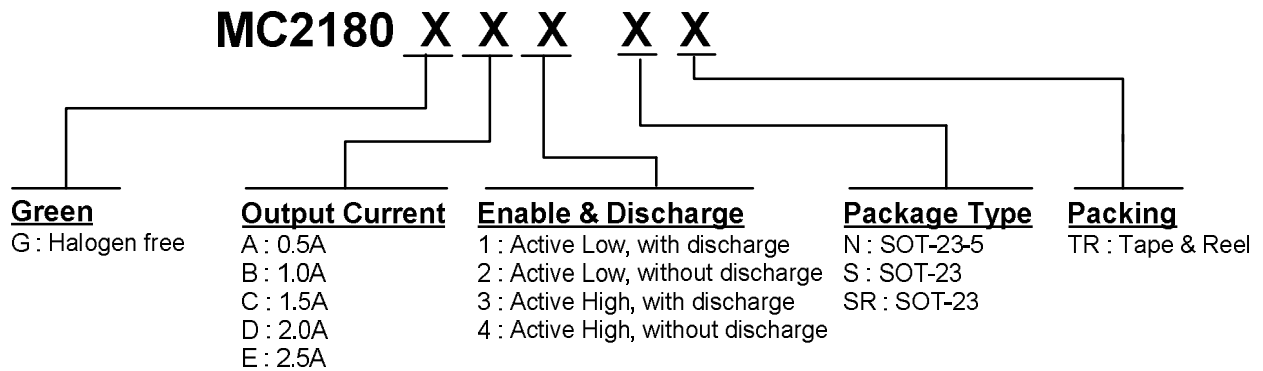 MC2180 X X X X X
Green
G : Halogen free
Output Current
A : 0.5A
B : 1.0A
C : 1.5A
D : 2.0A
E : 2.5A
Enable & Discharge
1 : Active Low, with discharge
2 : Active Low, without discharge
3 : Active High, with discharge
4 : Active High, without discharge
Package Type
N : SOT-23-5
S : SOT-23
SR : SOT-23
Packing
TR : Tape & Reel